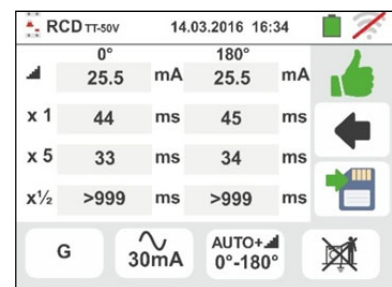 RCD TT-50V 14.03.2016 16:34
0° 180°
25.5 mA 25.5 mA
x 1 44 ms 45 ms
x 5 33 ms 34 ms
x½ >999 ms >999 ms
G 30mA AUTO+ 0°-180°